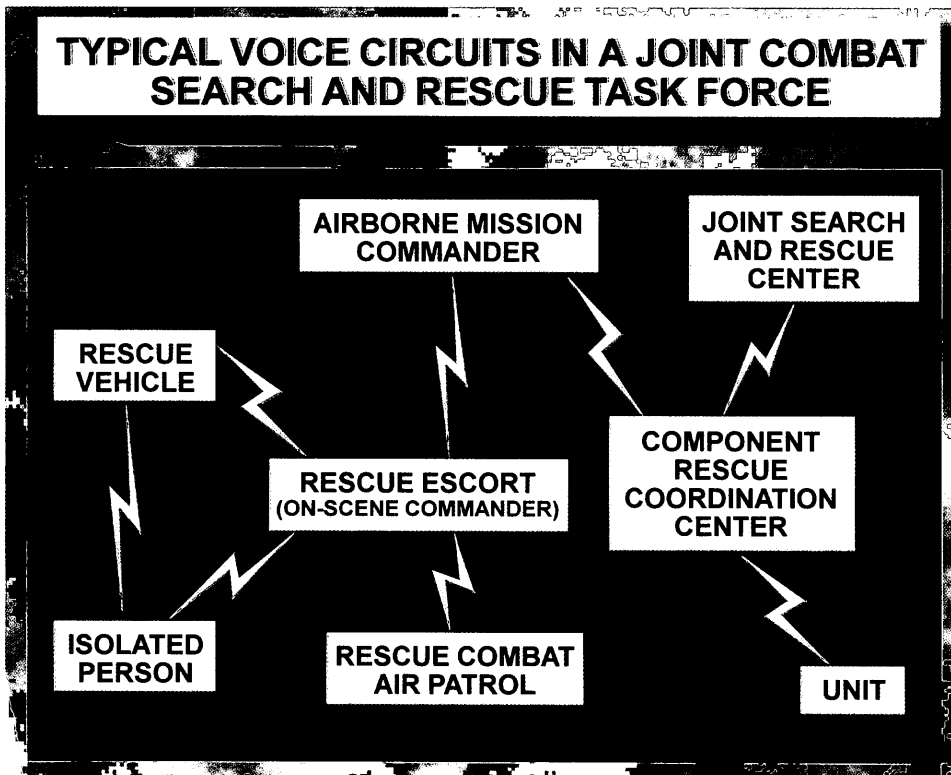 TYPICAL VOICE CIRCUITS IN A JOINT COMBAT
SEARCH AND RESCUE TASK FORCE
AIRBORNE MISSION
COMMANDER
JOINT SEARCH
AND RESCUE
CENTER
RESCUE
VEHICLE
COMPONENT
RESCUE
COORDINATION
CENTER
RESCUE ESCORT
(ON-SCENE COMMANDER)
ISOLATED
PERSON
RESCUE COMBAT
AIR PATROL
UNIT